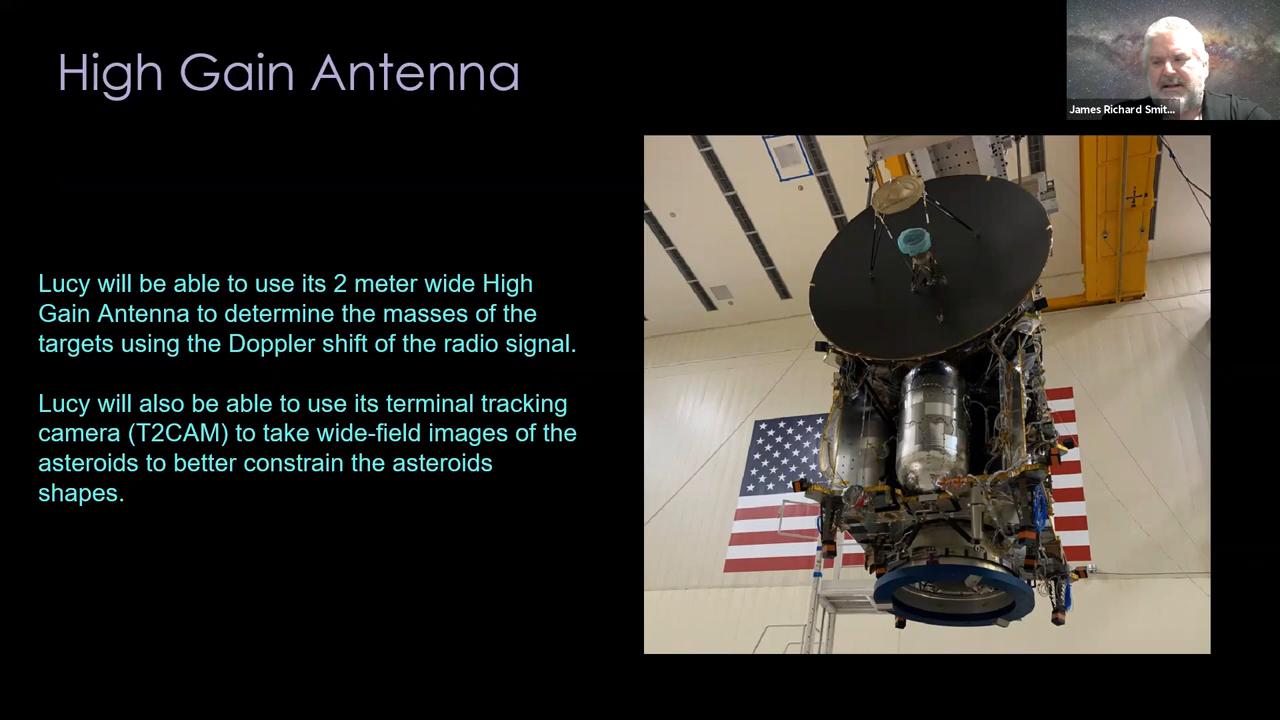 High Gain Antenna
James Richard Smit...
Lucy will be able to use its 2 meter wide High
Gain Antenna to determine the masses of the
targets using the Doppler shift of the radio signal.
Lucy will also be able to use its terminal tracking
camera (T2CAM) to take wide-field images of the
asteroids to better constrain the asteroids
shapes.